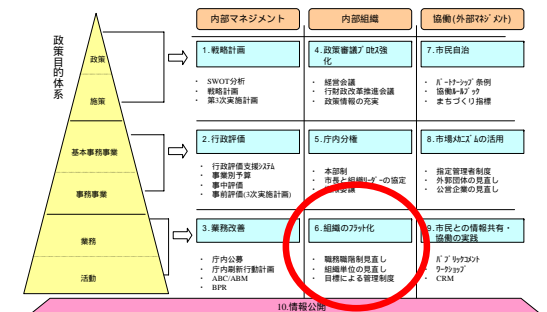 内部マネジメント
内部組織
協働(外部ﾏﾈｼﾞﾒﾝﾄ)
政策目的体系
政策
施策
基本事務事業
事務事業
業務
活動
1.戦略計画
・ SWOT分析
・ 戦略計画
・ 第3次実施計画
4.政策審議ﾌﾟﾛｾｽ強
化
・ 経営会議
・ 行財政改革推進会議
・ 政策情報の充実
7.市民自治
・ ﾊﾟｰﾄﾅｰｼｯﾌﾟ条例
・ 協働ﾙｰﾙﾌﾞｯｸ
・ まちづくり指標
2.行政評価
・ 行政評価支援ｼｽﾃﾑ
・ 事業別予算
・ 事中評価
・ 事前評価(3次実施計画)
5.庁内分権
・ 本部制
・ 市長と組織ﾘｰﾀﾞｰの協定
8.市場ﾒｶﾆｽﾞﾑの活用
・ 指定管理者制度
・ 外郭団体の見直し
・ 公営企業の見直し
3.業務改善
・ 庁内公募
・ 庁内刷新行動計画
・ ABC/ABM
・ BPR
6.組織のﾌﾗｯﾄ化
・ 職務職階制見直し
・ 組織単位の見直し
・ 目標による管理制度
9.市民との情報共有・
協働の実践
・ ﾊﾟﾌﾞﾘｯｸｺﾒﾝﾄ
・ ﾜｰｸｼｮｯﾌﾟ
・ CRM
10.情報公開